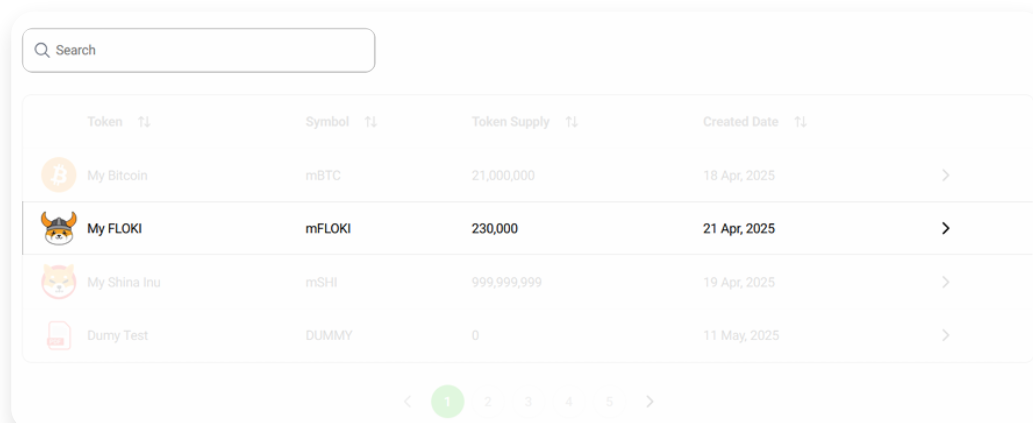 Search
Token Symbol Token Supply Created Date
My Bitcoin mBTC 21,000,000 18 Apr, 2025
My FLOKI mFLOKI 230,000 21 Apr, 2025
My Shina Inu mSHI 999,999,999 19 Apr, 2025
Dumy Test DUMMY 0 11 May, 2025
1 2 3 4 5